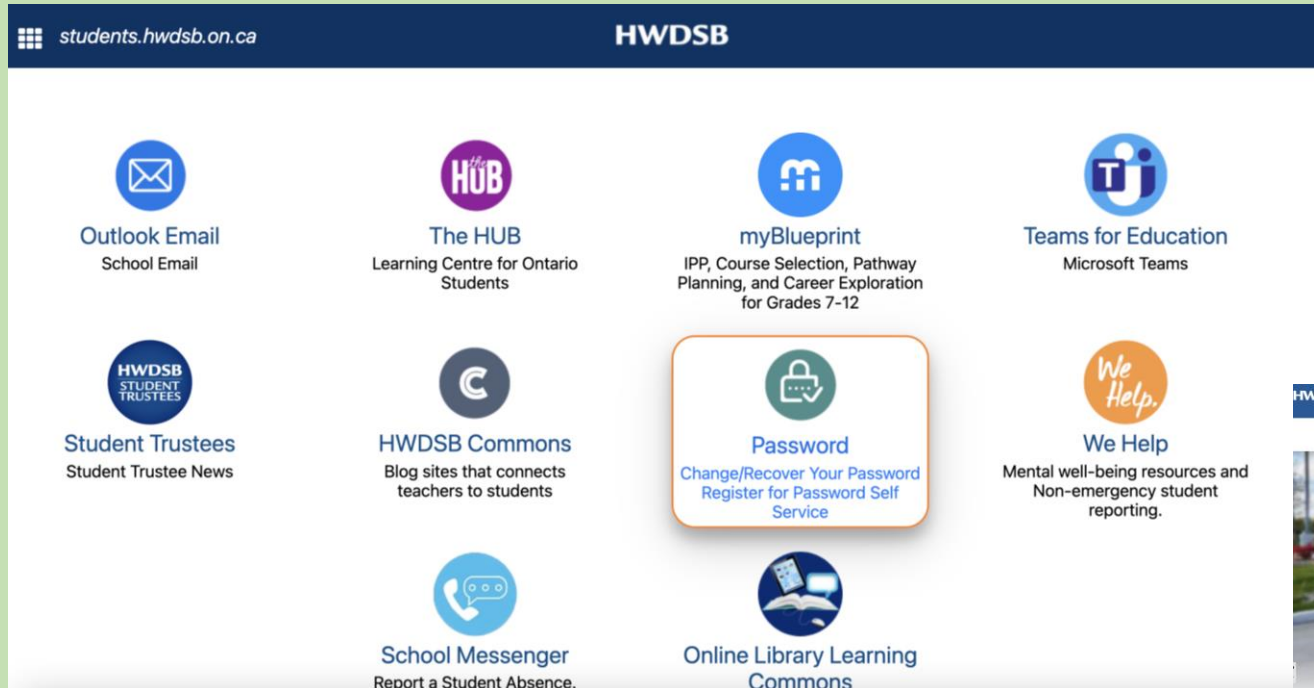 students.hwdsb.on.ca
HWDSB
Outlook Email
School Email
the HUB
The HUB
Learning Centre for Ontario
Students
m
myBlueprint
IPP, Course Selection, Pathway
Planning, and Career Exploration
for Grades 7-12
T
Teams for Education
Microsoft Teams
HWDSB
STUDENT
TRUSTEES
Student Trustees
Student Trustee News
C
HWDSB Commons
Blog sites that connects
teachers to students
Password
Change/Recover Your Password
Register for Password Self
Service
We
Help.
We Help
Mental well-being resources and
Non-emergency student
reporting.
School Messenger
Report a Student Absence.
Online Library Learning
Commons